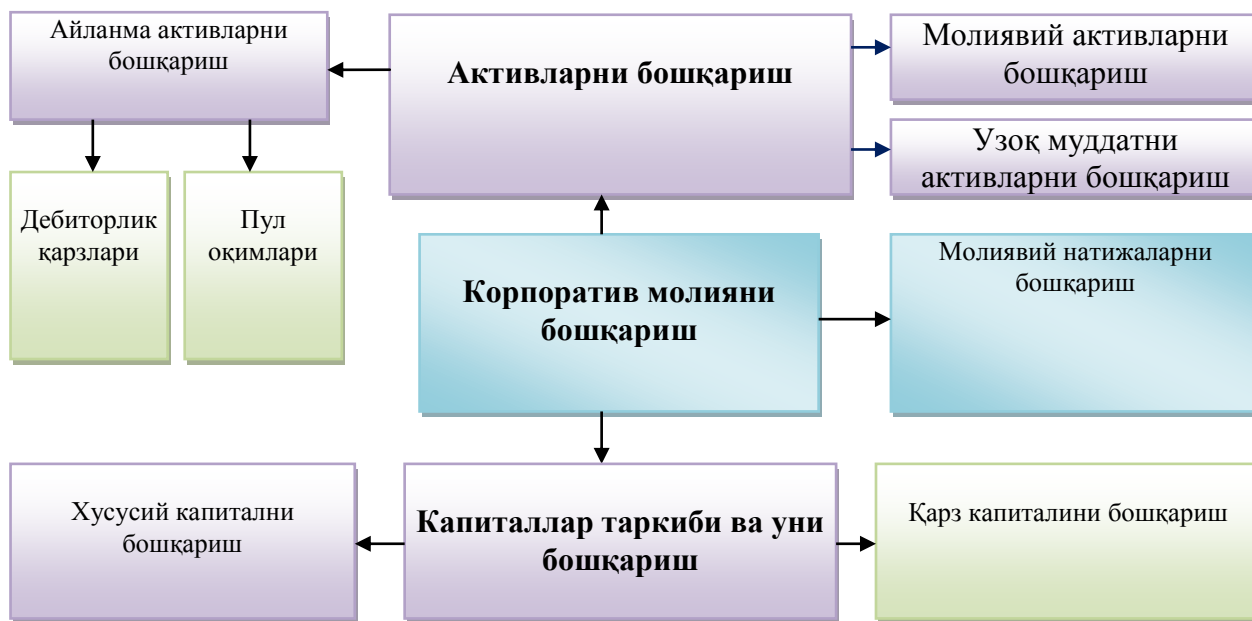 Айланма активларни
бошқариш
Активларни бошқариш
Молиявий активларни
бошқариш
Узоқ муддатни
активларни бошқариш
Дебиторлик
қарзлари
Пул
оқимлари
Корпоратив молияни
бошқариш
Молиявий натижаларни
бошқариш
Хусусий капитални
бошқариш
Капиталлар таркиби ва уни
бошқариш
Қарз капиталини бошқариш